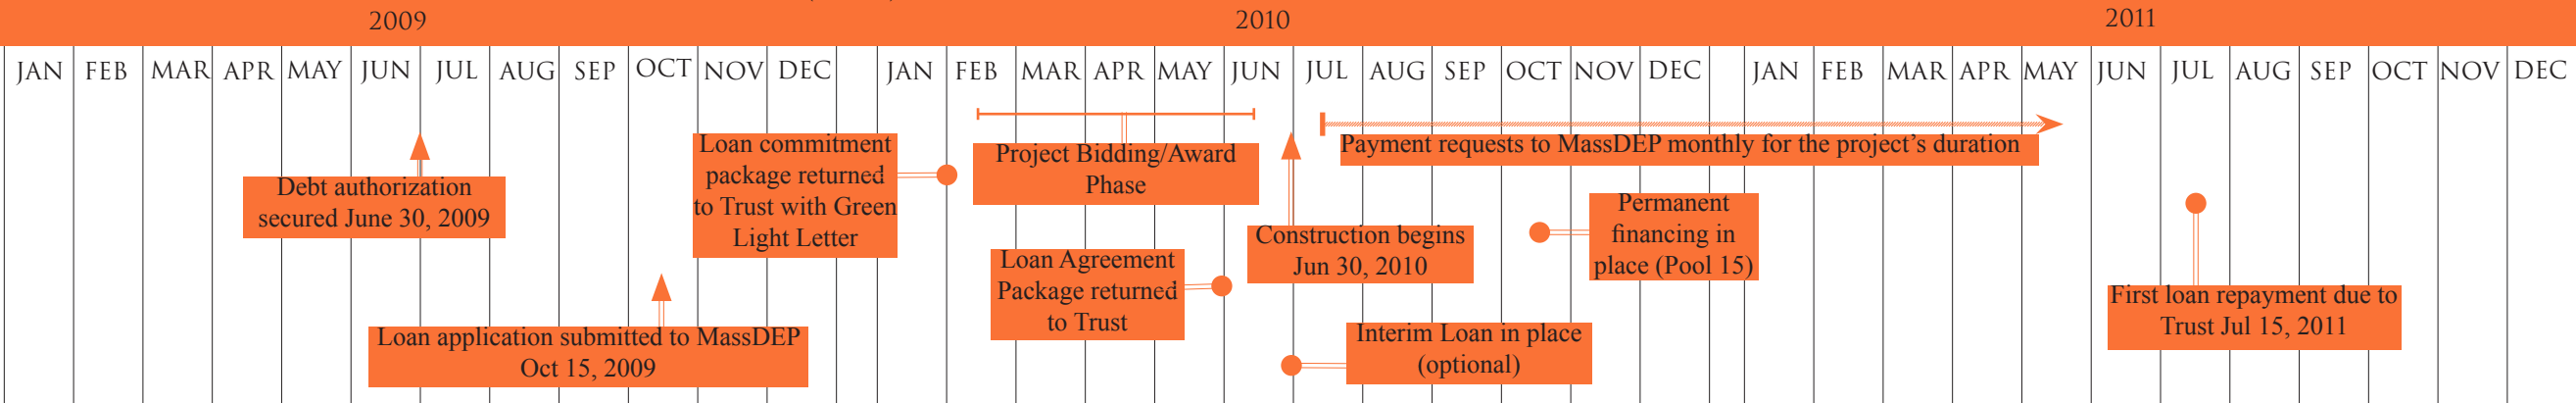 2009
2010
2011
JAN FEB MAR APR MAY JUN JUL AUG SEP OCT NOV DEC
JAN FEB MAR APR MAY JUN JUL AUG SEP OCT NOV DEC
JAN FEB MAR APR MAY JUN JUL AUG SEP OCT NOV DEC
Debt authorization
secured June 30, 2009
Loan application submitted to MassDEP
Oct 15, 2009
Loan commitment
package returned
to Trust with Green
Light Letter
Project Bidding/Award
Phase
Loan Agreement
Package returned
to Trust
Construction begins
Jun 30, 2010
Interim Loan in place
(optional)
Payment requests to MassDEP monthly for the project's duration
Permanent
financing in
place (Pool 15)
First loan repayment due to
Trust Jul 15, 2011